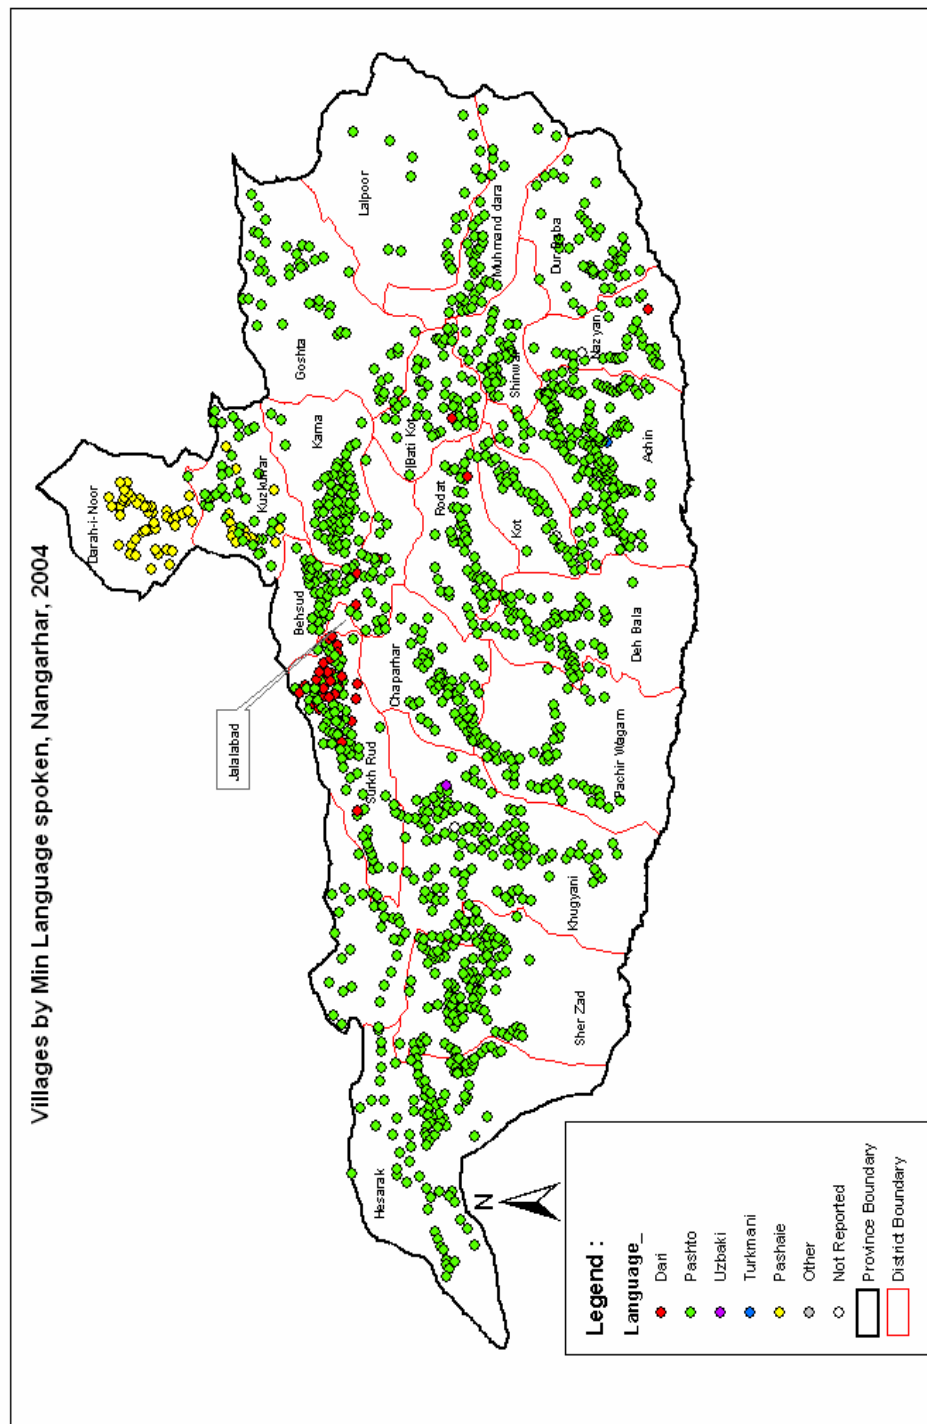 Villages by Min Language spoken, Nangarhar, 2004
Darah-i-Noor
Kuzkunar
Goshta
Lalpoor
Kama
Behsud
Jalalabad
Surkh Rud
Chaparhar
Rodat
Bati Kot
Muhmand dara
Shinwar
Dur Baba
Nazyan
Achin
Kot
Deh Bala
Pachir Wagam
Khugyani
Sher Zad
Hesarak
N
Legend :
Language_
Dari
Pashto
Uzbaki
Turkmani
Pashaie
Other
Not Reported
Province Boundary
District Boundary